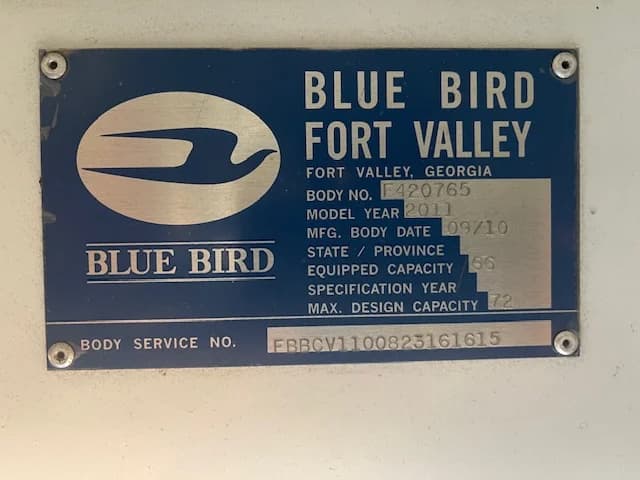 BLUE BIRD
FORT VALLEY
FORT VALLEY, GEORGIA
BODY NO. F420765
MODEL YEAR 2011
MFG. BODY DATE 09/10
STATE / PROVINCE
EQUIPPED CAPACITY 66
SPECIFICATION YEAR
MAX. DESIGN CAPACITY 72
BLUE BIRD
BODY SERVICE NO. FBBCV1100823161615